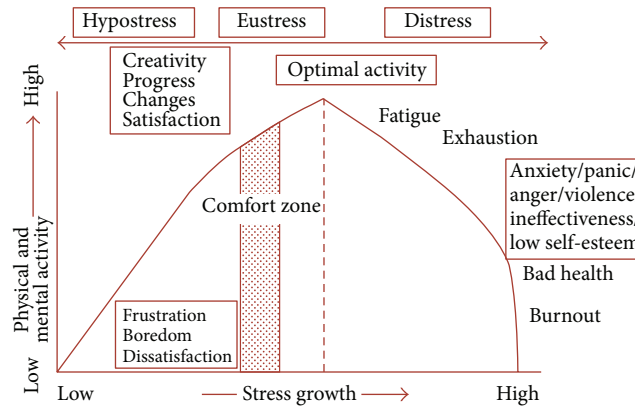 Hypostress
Eustress
Distress
Creativity
Progress
Changes
Satisfaction
Optimal activity
Fatigue
Exhaustion
Anxiety/panic/
anger/violence
ineffectiveness,
low self-esteem
Bad health
Burnout
Comfort zone
Frustration
Boredom
Dissatisfaction
High
Physical and
mental activity
Low
Low
Stress growth
High